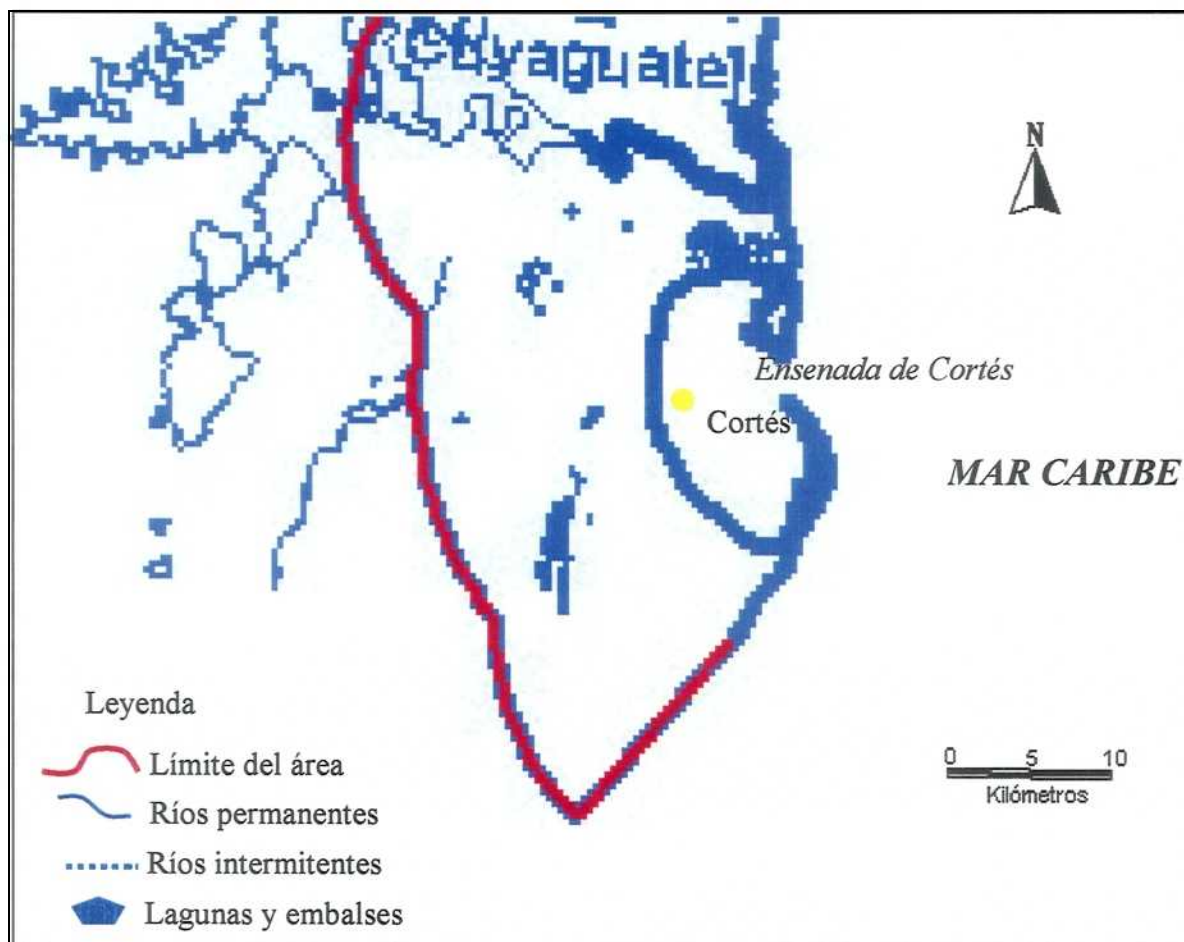 Cuyaguatej
N
Ensenada de Cortés
Cortés
MAR CARIBE
Leyenda
Límite del área
Ríos permanentes
Ríos intermitentes
Lagunas y embalses
0 5 10
Kilómetros